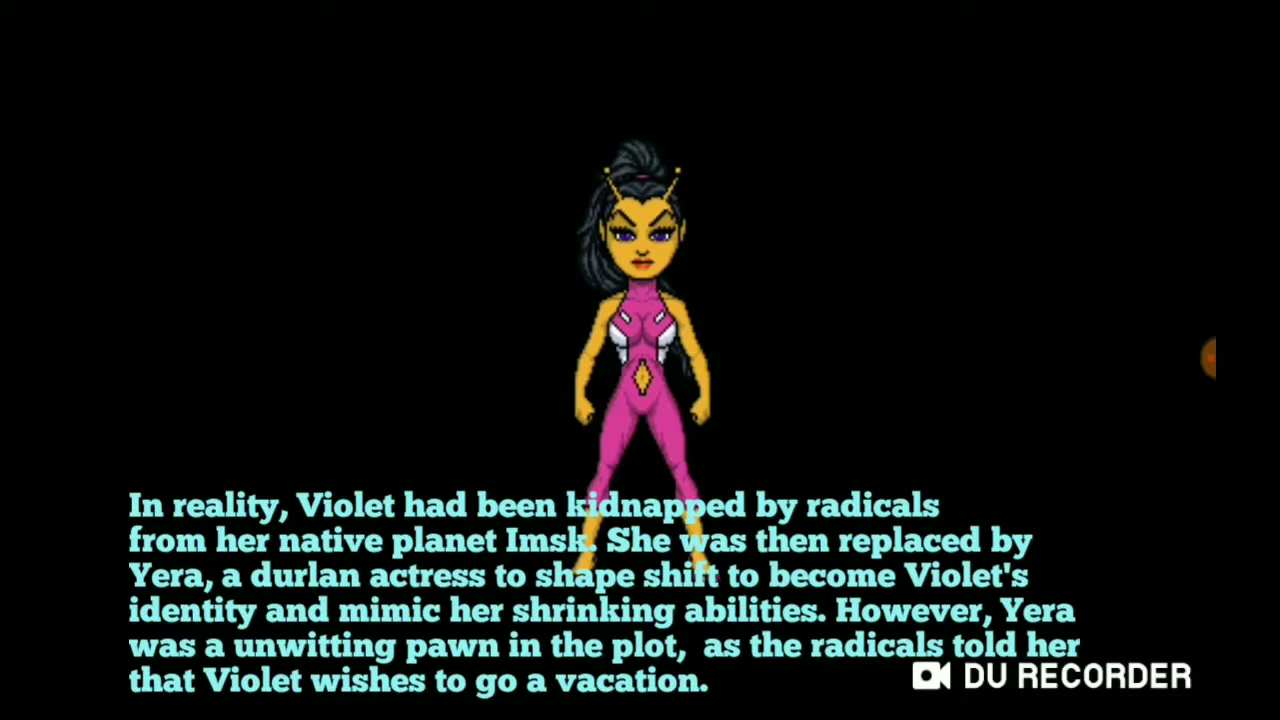 In reality, Violet had been kidnapped by radicals
from her native planet Imsk. She was then replaced by
Yera, a durlan actress to shape shift to become Violet's
identity and mimic her shrinking abilities. However, Yera
was a unwitting pawn in the plot,  as the radicals told her
that Violet wishes to go a vacation.
DU RECORDER